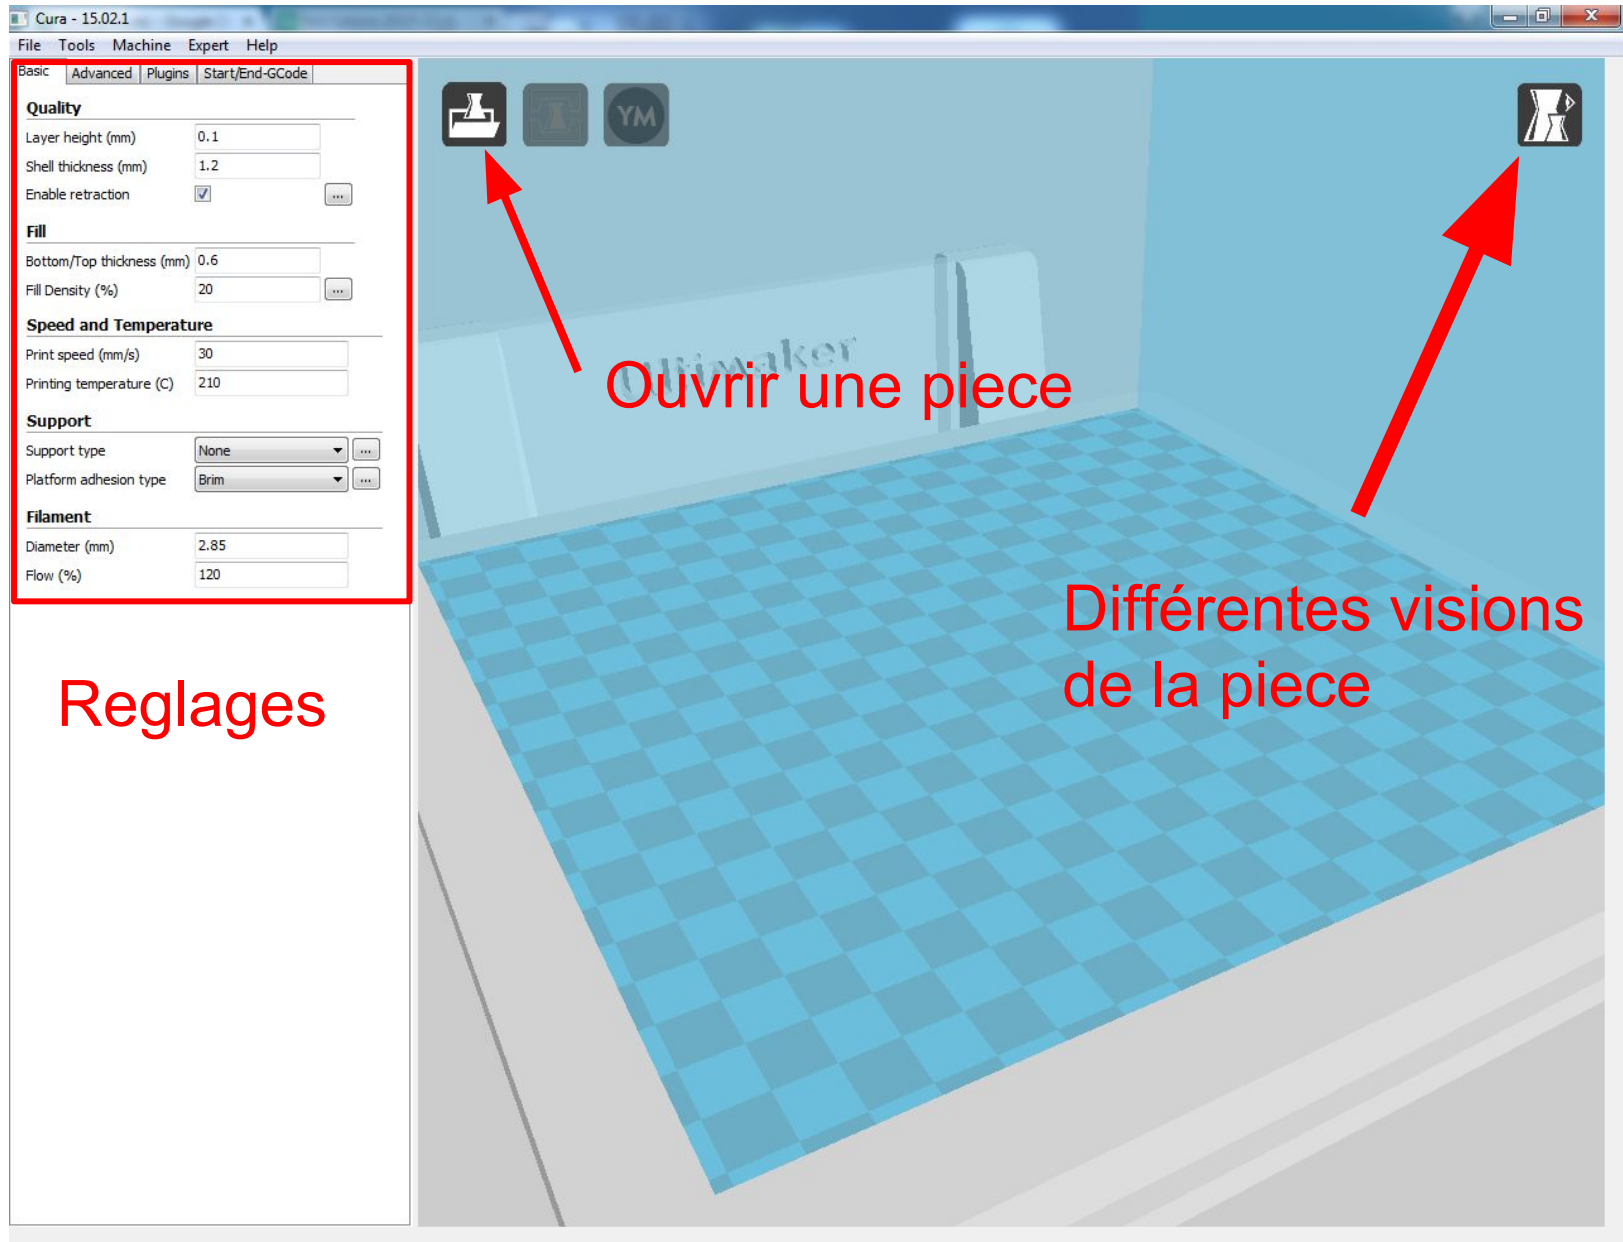 Cura - 15.02.1
File Tools Machine Expert Help
Basic Advanced Plugins Start/End-GCode
Quality
Layer height (mm) 0.1
Shell thickness (mm) 1.2
Enable retraction ...
Fill
Bottom/Top thickness (mm) 0.6
Fill Density (%) 20 ...
Speed and Temperature
Print speed (mm/s) 30
Printing temperature (C) 210
Support
Support type None ...
Platform adhesion type Brim ...
Filament
Diameter (mm) 2.85
Flow (%) 120
Reglages
YM
Ultimaker
Ouvrir une piece
Différentes visions
de la piece